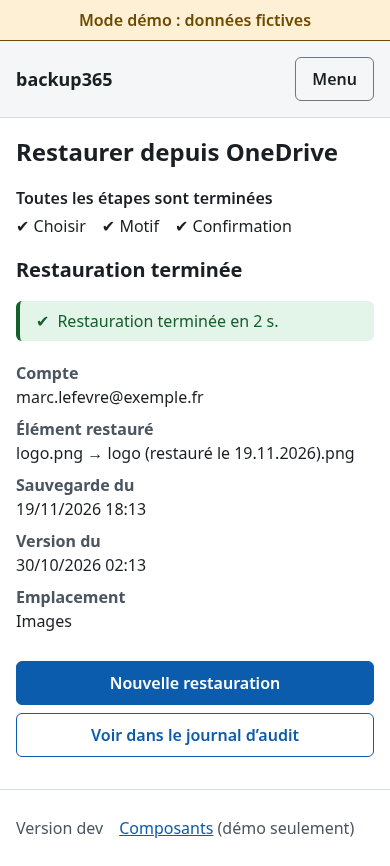 Mode démo : données fictives
backup365
Menu
Restaurer depuis OneDrive
Toutes les étapes sont terminées
✔ Choisir ✔ Motif ✔ Confirmation
Restauration terminée
✔ Restauration terminée en 2 s.
Compte
marc.lefevre@exemple.fr
Élément restauré
logo.png → logo (restauré le 19.11.2026).png
Sauvegarde du
19/11/2026 18:13
Version du
30/10/2026 02:13
Emplacement
Images
Nouvelle restauration
Voir dans le journal d’audit
Version dev Composants (démo seulement)